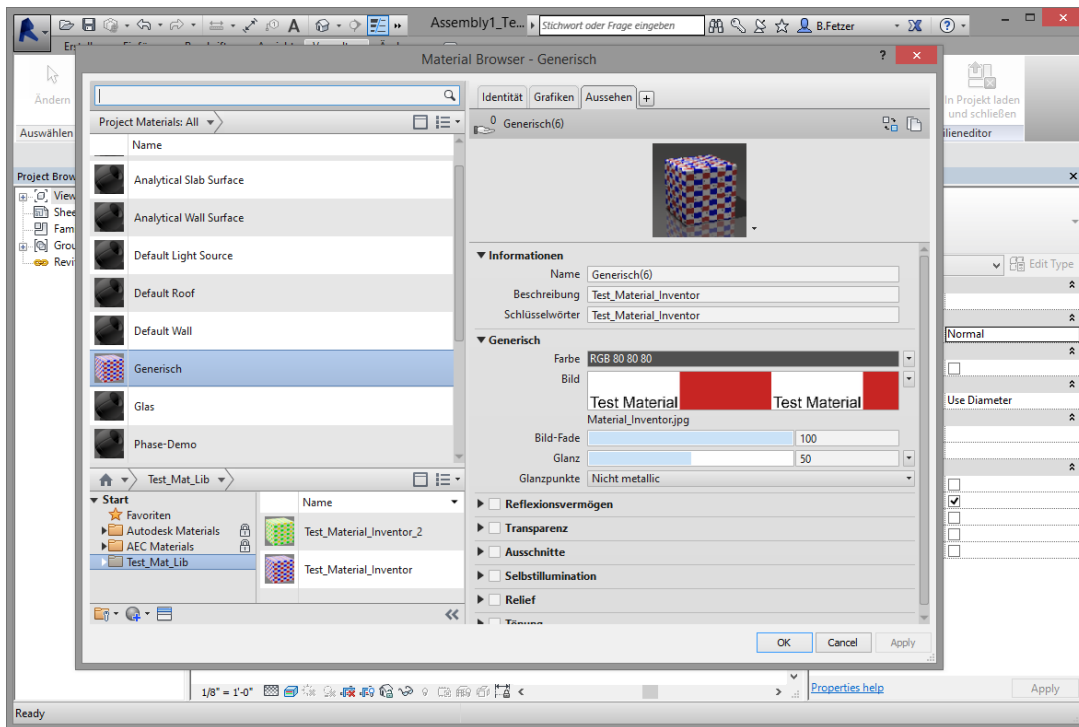 Assembly1_Te...
Stichwort oder Frage eingeben
B.Fetzer
Material Browser - Generisch
Ändern
Auswählen
In Projekt laden
und schließen
ilieneditor
Project Brow
View
Shee
Fam
Grou
Revi
Project Materials: All
Name
Analytical Slab Surface
Analytical Wall Surface
Default Light Source
Default Roof
Default Wall
Generisch
Glas
Phase-Demo
Test_Mat_Lib
Start
Favoriten
Autodesk Materials
AEC Materials
Test_Mat_Lib
Name
Test_Material_Inventor_2
Test_Material_Inventor
Identität Grafiken Aussehen
0 Generisch(6)
Informationen
Name Generisch(6)
Beschreibung Test_Material_Inventor
Schlüsselwörter Test_Material_Inventor
Generisch
Farbe RGB 80 80 80
Bild
Test Material Test Material
Material_Inventor.jpg
Bild-Fade 100
Glanz 50
Glanzpunkte Nicht metallic
Reflexionsvermögen
Transparenz
Ausschnitte
Selbstillumination
Relief
Tönung
OK Cancel Apply
Edit Type
Normal
Use Diameter
1/8" = 1'-0"
Properties help
Apply
Ready